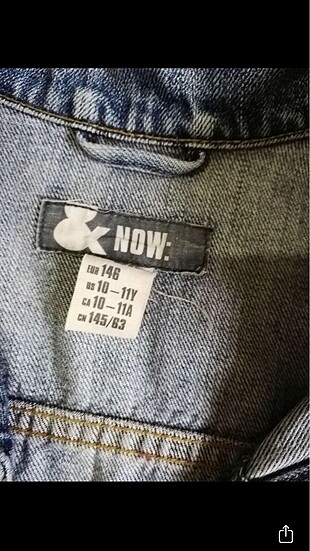 & NOW:
EUR 146
US 10-11Y
CA 10-11A
CN 145/63